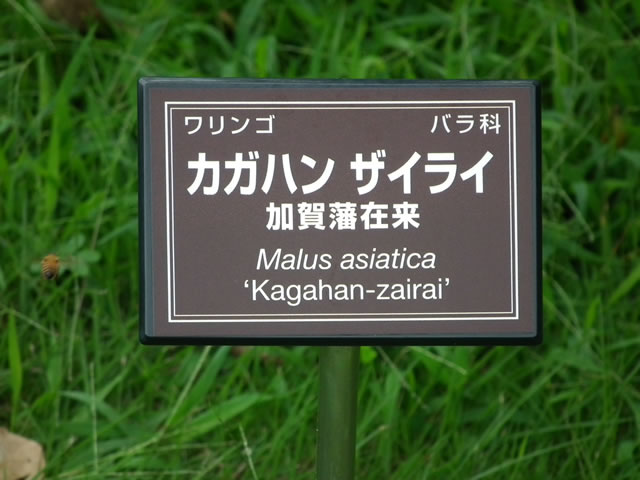 ワリンゴ バラ科
カガハン ザイライ
加賀藩在来
Malus asiatica
‘Kagahan-zairai’